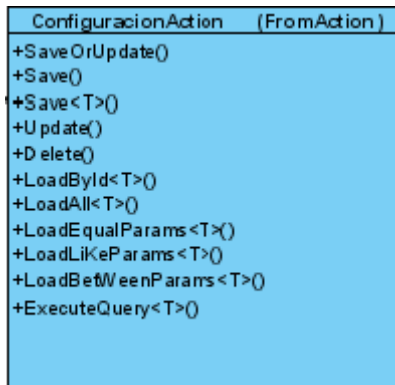 ConfiguracionAction (FromAction)
+SaveOrUpdate()
+Save()
+Save<T>()
+Update()
+Delete()
+LoadById<T>()
+LoadAll<T>()
+LoadEqualParams<T>()
+LoadLiKeParams<T>()
+LoadBetWeenParams<T>()
+ExecuteQuery<T>()